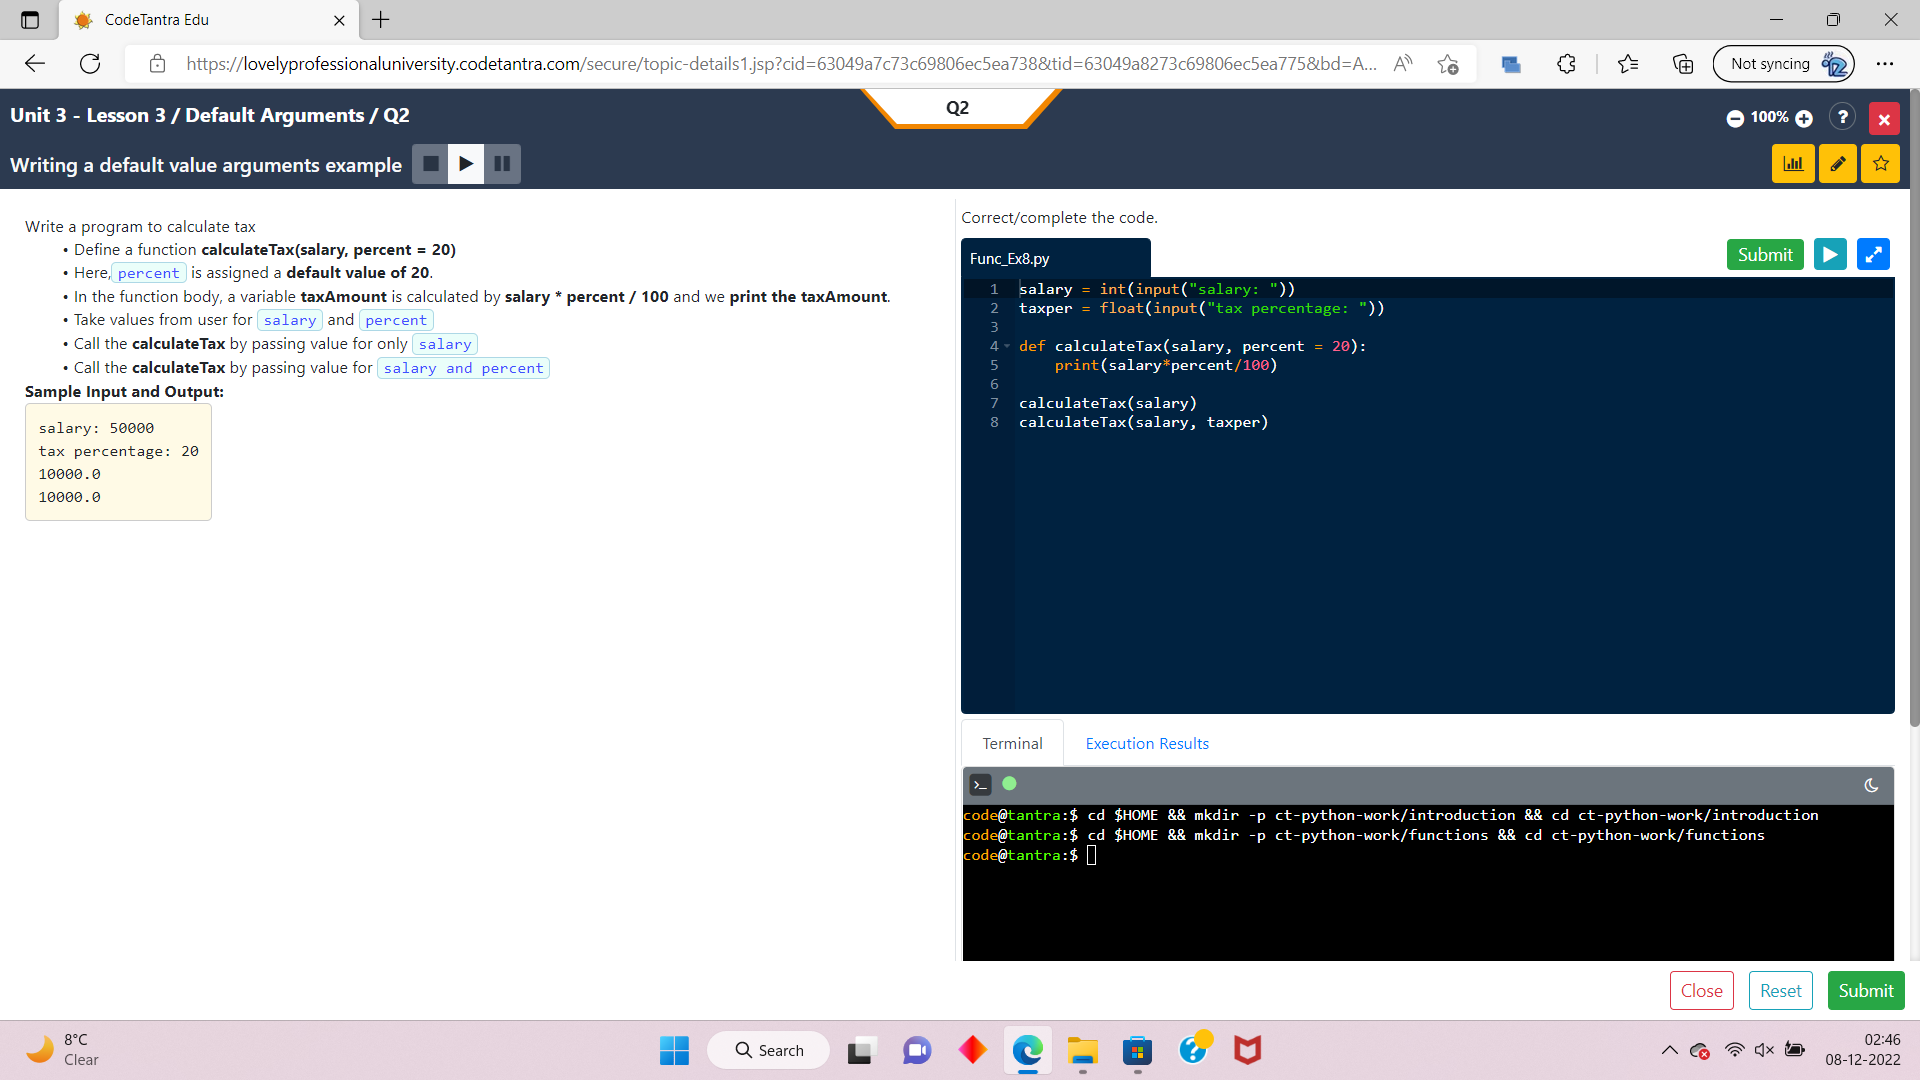 CodeTantra Edu
https://lovelyprofessionaluniversity.codetantra.com/secure/topic-details1.jsp?cid=63049a7c73c69806ec5ea738&tid=63049a8273c69806ec5ea775&bd=A...
Not syncing
Unit 3 - Lesson 3 / Default Arguments / Q2
Q2
100%
?
Writing a default value arguments example
Write a program to calculate tax
• Define a function calculateTax(salary, percent = 20)
• Here, percent is assigned a default value of 20.
• In the function body, a variable taxAmount is calculated by salary * percent / 100 and we print the taxAmount.
• Take values from user for salary and percent
• Call the calculateTax by passing value for only salary
• Call the calculateTax by passing value for salary and percent
Sample Input and Output:
salary: 50000
tax percentage: 20
10000.0
10000.0
Correct/complete the code.
Func_Ex8.py
Submit
1 salary = int(input("salary: "))
2 taxper = float(input("tax percentage: "))
3
4 def calculateTax(salary, percent = 20):
5     print(salary*percent/100)
6
7 calculateTax(salary)
8 calculateTax(salary, taxper)
Terminal
Execution Results
code@tantra:$ cd $HOME && mkdir -p ct-python-work/introduction && cd ct-python-work/introduction
code@tantra:$ cd $HOME && mkdir -p ct-python-work/functions && cd ct-python-work/functions
code@tantra:$
Close
Reset
Submit
8°C
Clear
Search
02:46
08-12-2022